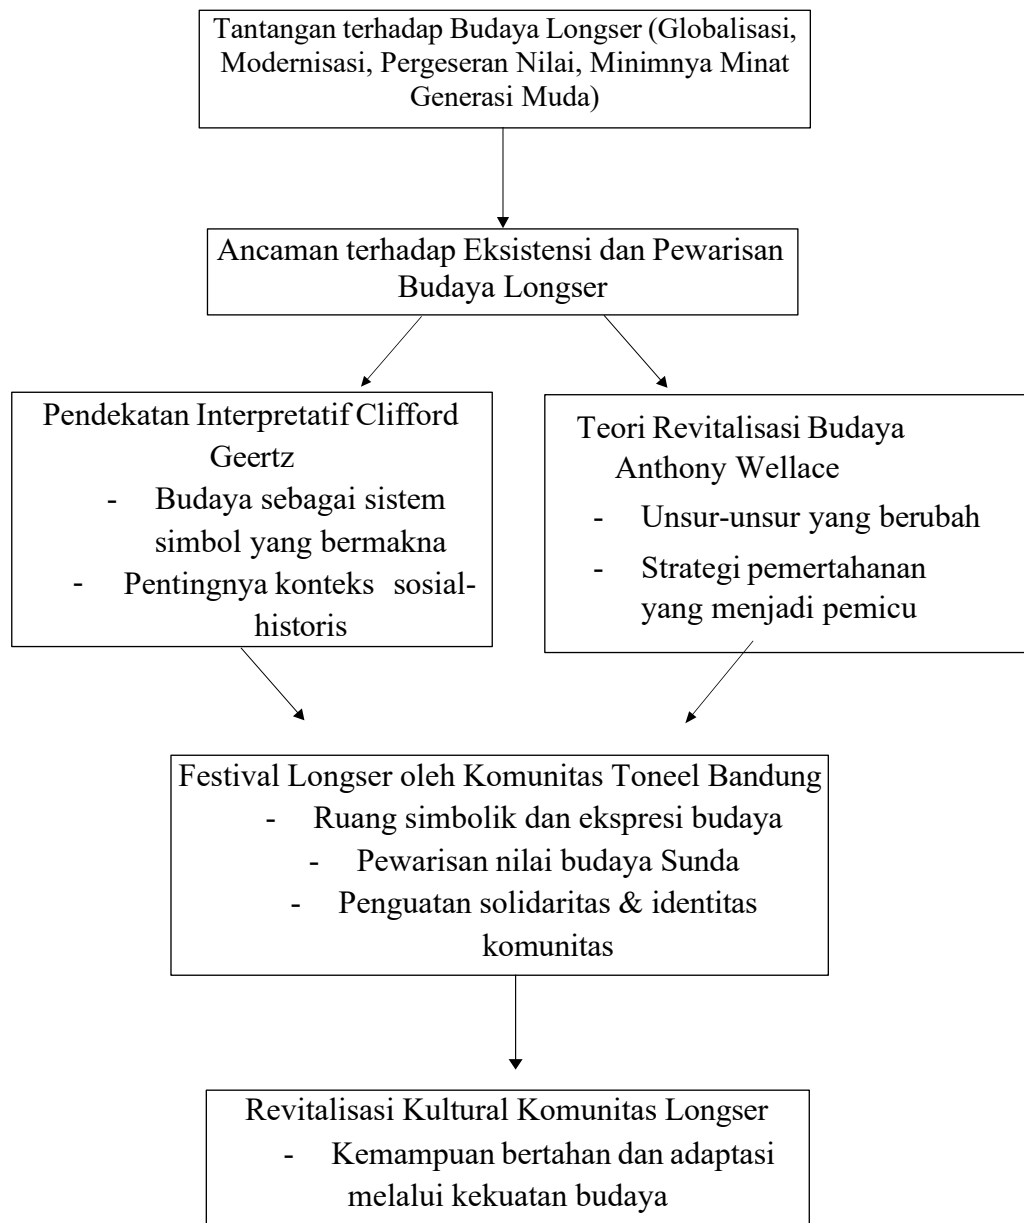 Tantangan terhadap Budaya Longser (Globalisasi,
Modernisasi, Pergeseran Nilai, Minimnya Minat
Generasi Muda)
Ancaman terhadap Eksistensi dan Pewarisan
Budaya Longser
Pendekatan Interpretatif Clifford
Geertz
- Budaya sebagai sistem
simbol yang bermakna
- Pentingnya konteks sosial-
historis
Teori Revitalisasi Budaya
Anthony Wellace
- Unsur-unsur yang berubah
- Strategi pemertahanan
yang menjadi pemicu
Festival Longser oleh Komunitas Toneel Bandung
- Ruang simbolik dan ekspresi budaya
- Pewarisan nilai budaya Sunda
- Penguatan solidaritas & identitas
komunitas
Revitalisasi Kultural Komunitas Longser
- Kemampuan bertahan dan adaptasi
melalui kekuatan budaya